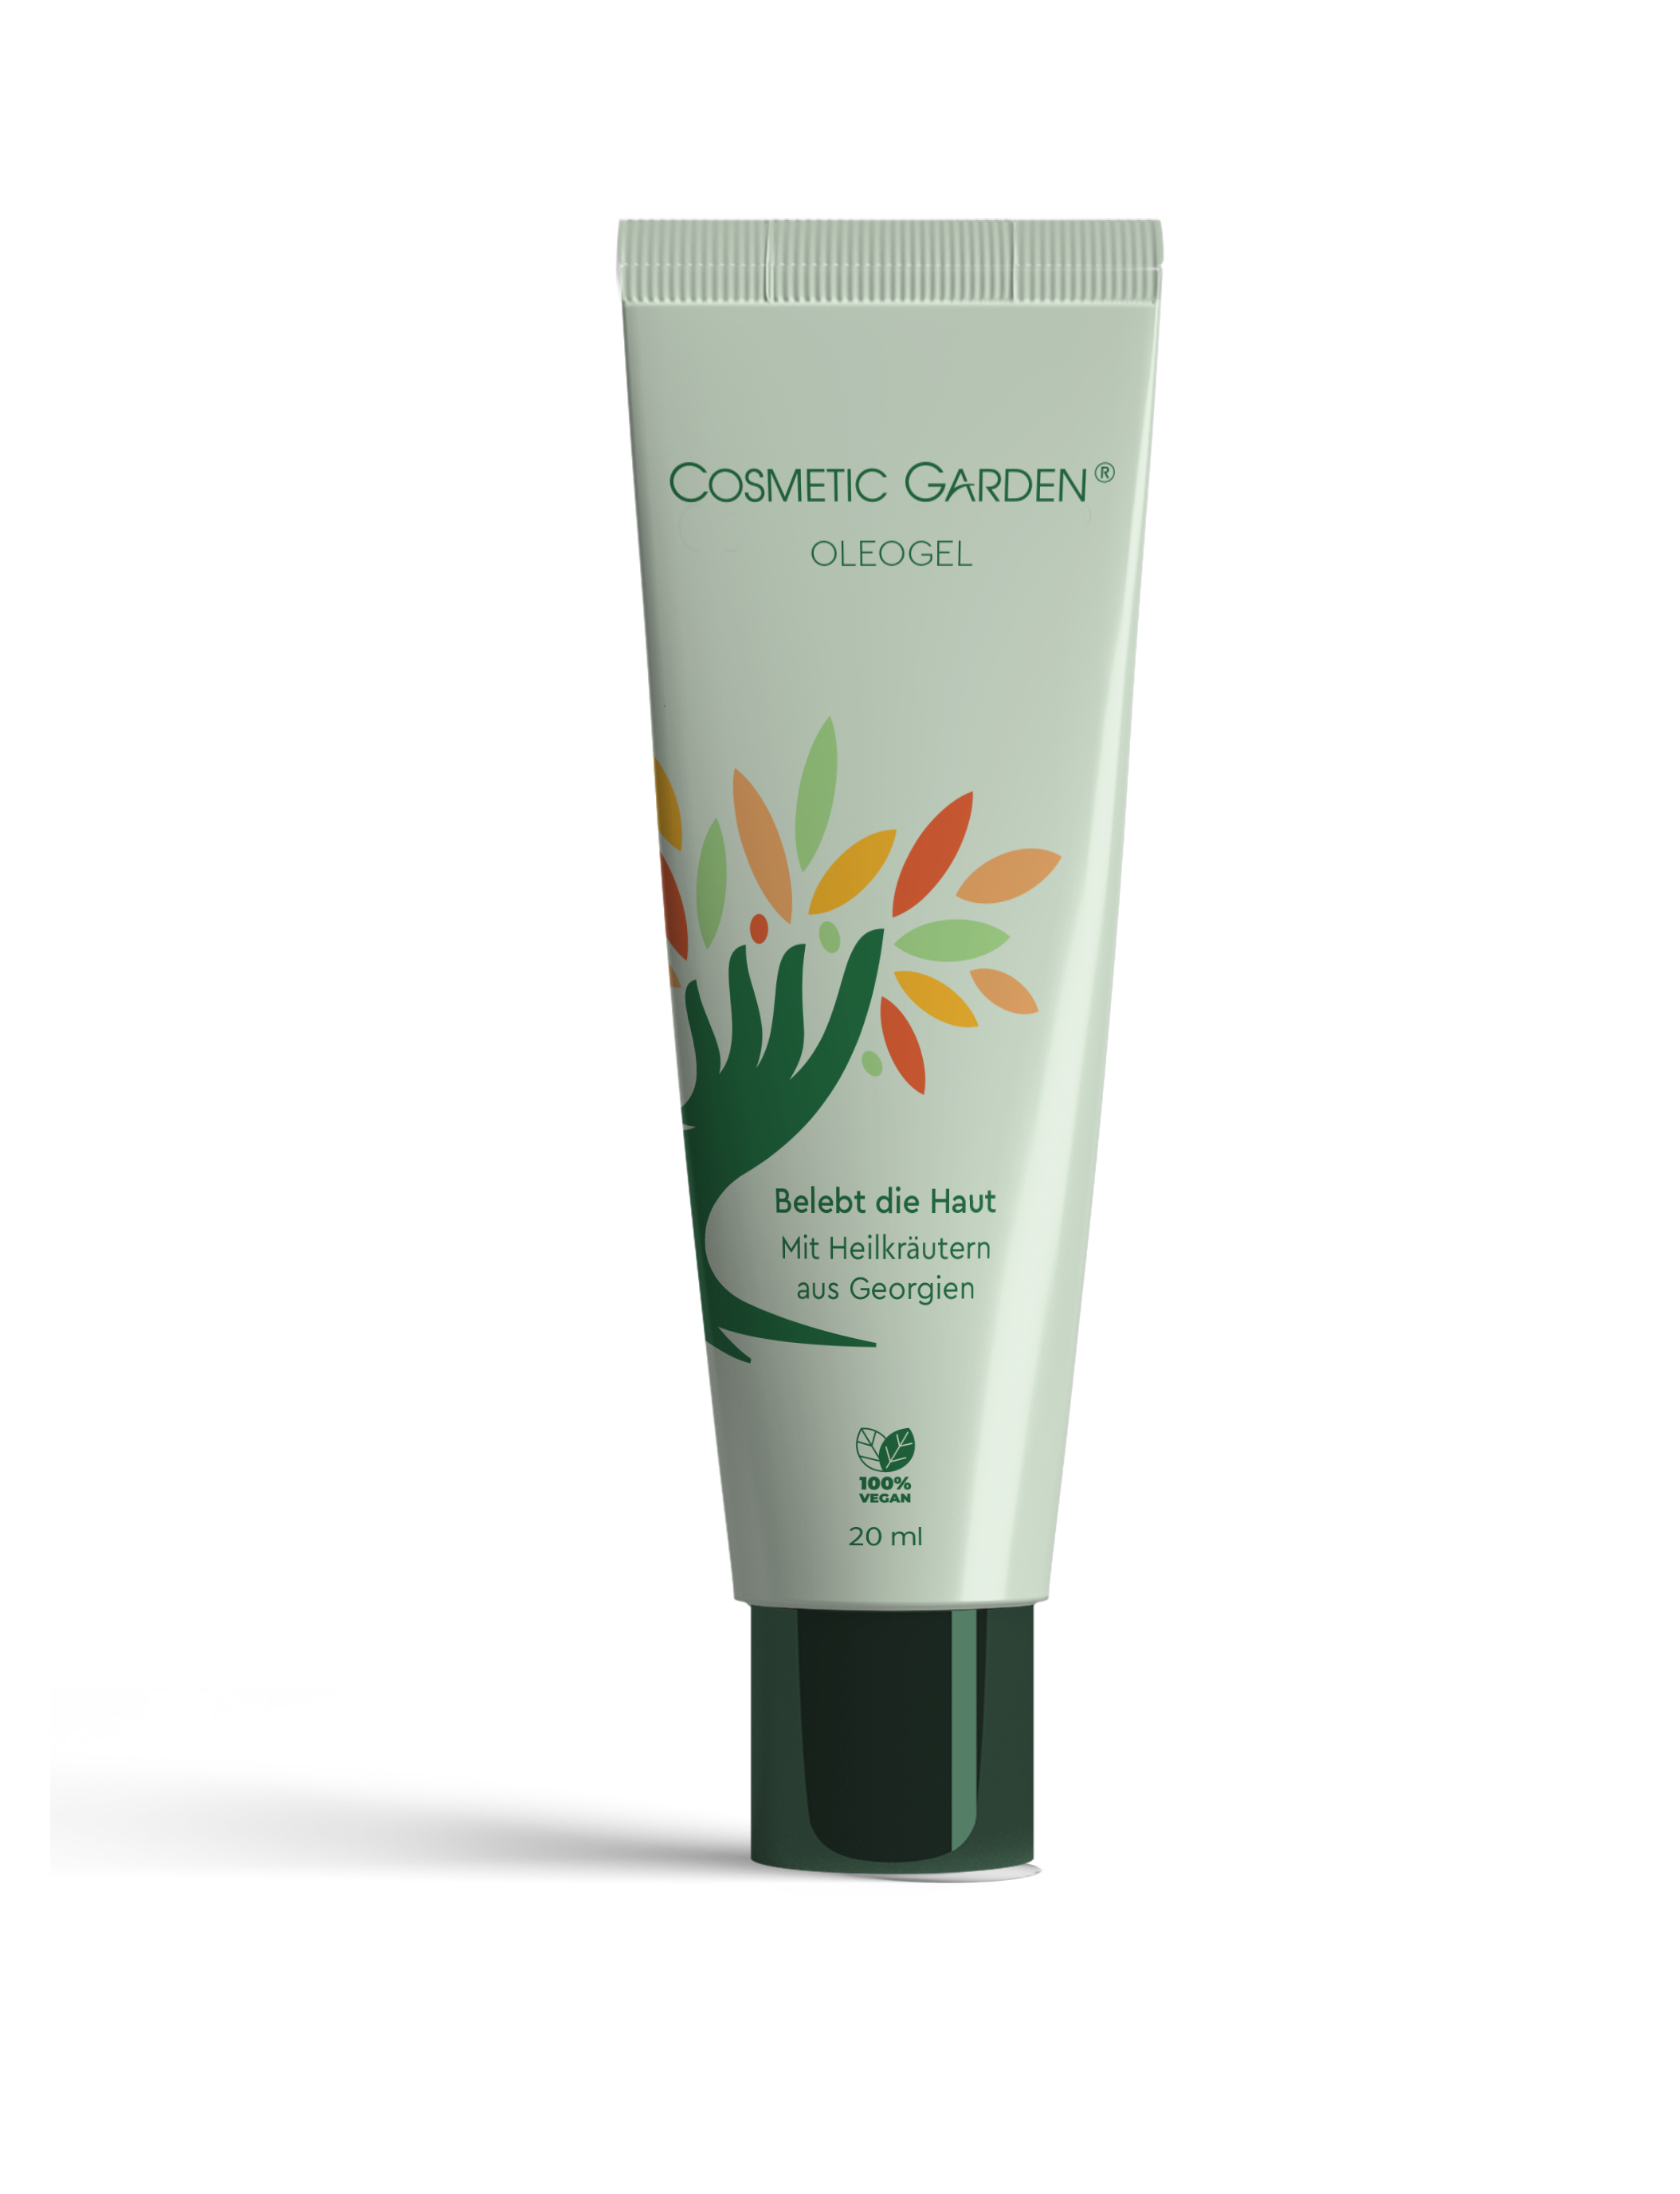 COSMETIC GARDEN®
OLEOGEL
Belebt die Haut
Mit Heilkräutern
aus Georgien
100%
VEGAN
20 ml